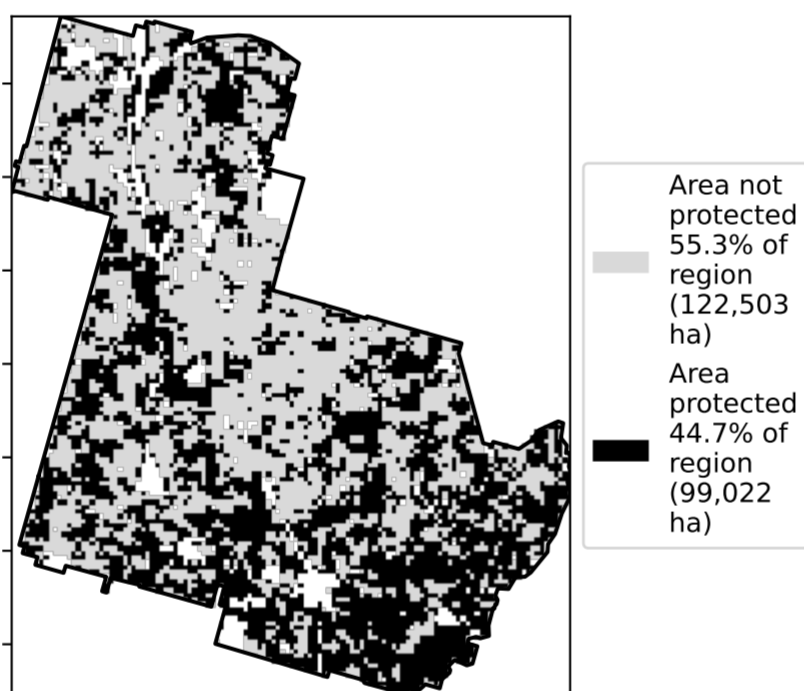 Area not
protected
55.3% of
region
(122,503
ha)
Area
protected
44.7% of
region
(99,022
ha)